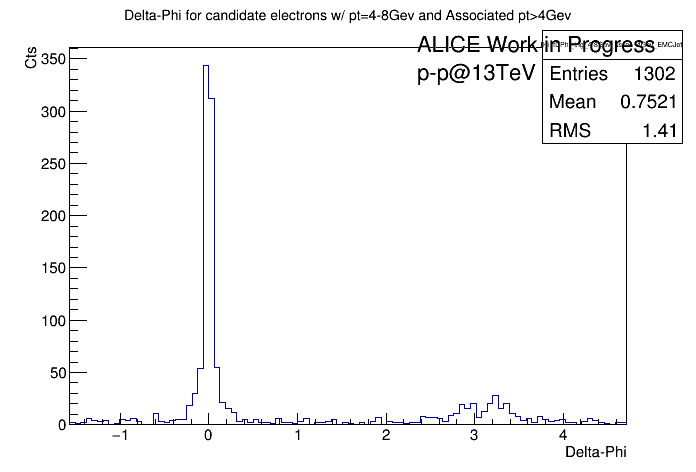 Delta-Phi for candidate electrons w/ pt=4-8Gev and Associated pt>4Gev
Cts
ALICE Work in Progress
p-p@13TeV
EMCJet
Entries 1302
Mean 0.7521
RMS 1.41
350
300
250
200
150
100
50
0
−1 0 1 2 3 4
Delta-Phi